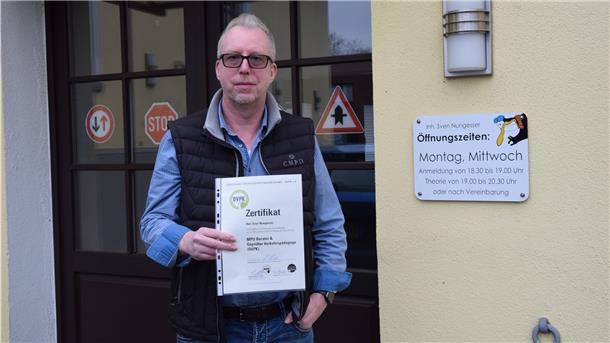 STOP
CMPD
DVPK
Zertifikat
MPU Berater &
Geprüfter Verkehrspädagoge
(DVPK)
Inh. Sven Nungesser
Öffnungszeiten:
Montag, Mittwoch
Anmeldung von 18.30 bis 19.00 Uhr
Theorie von 19.00 bis 20.30 Uhr
oder nach Vereinbarung